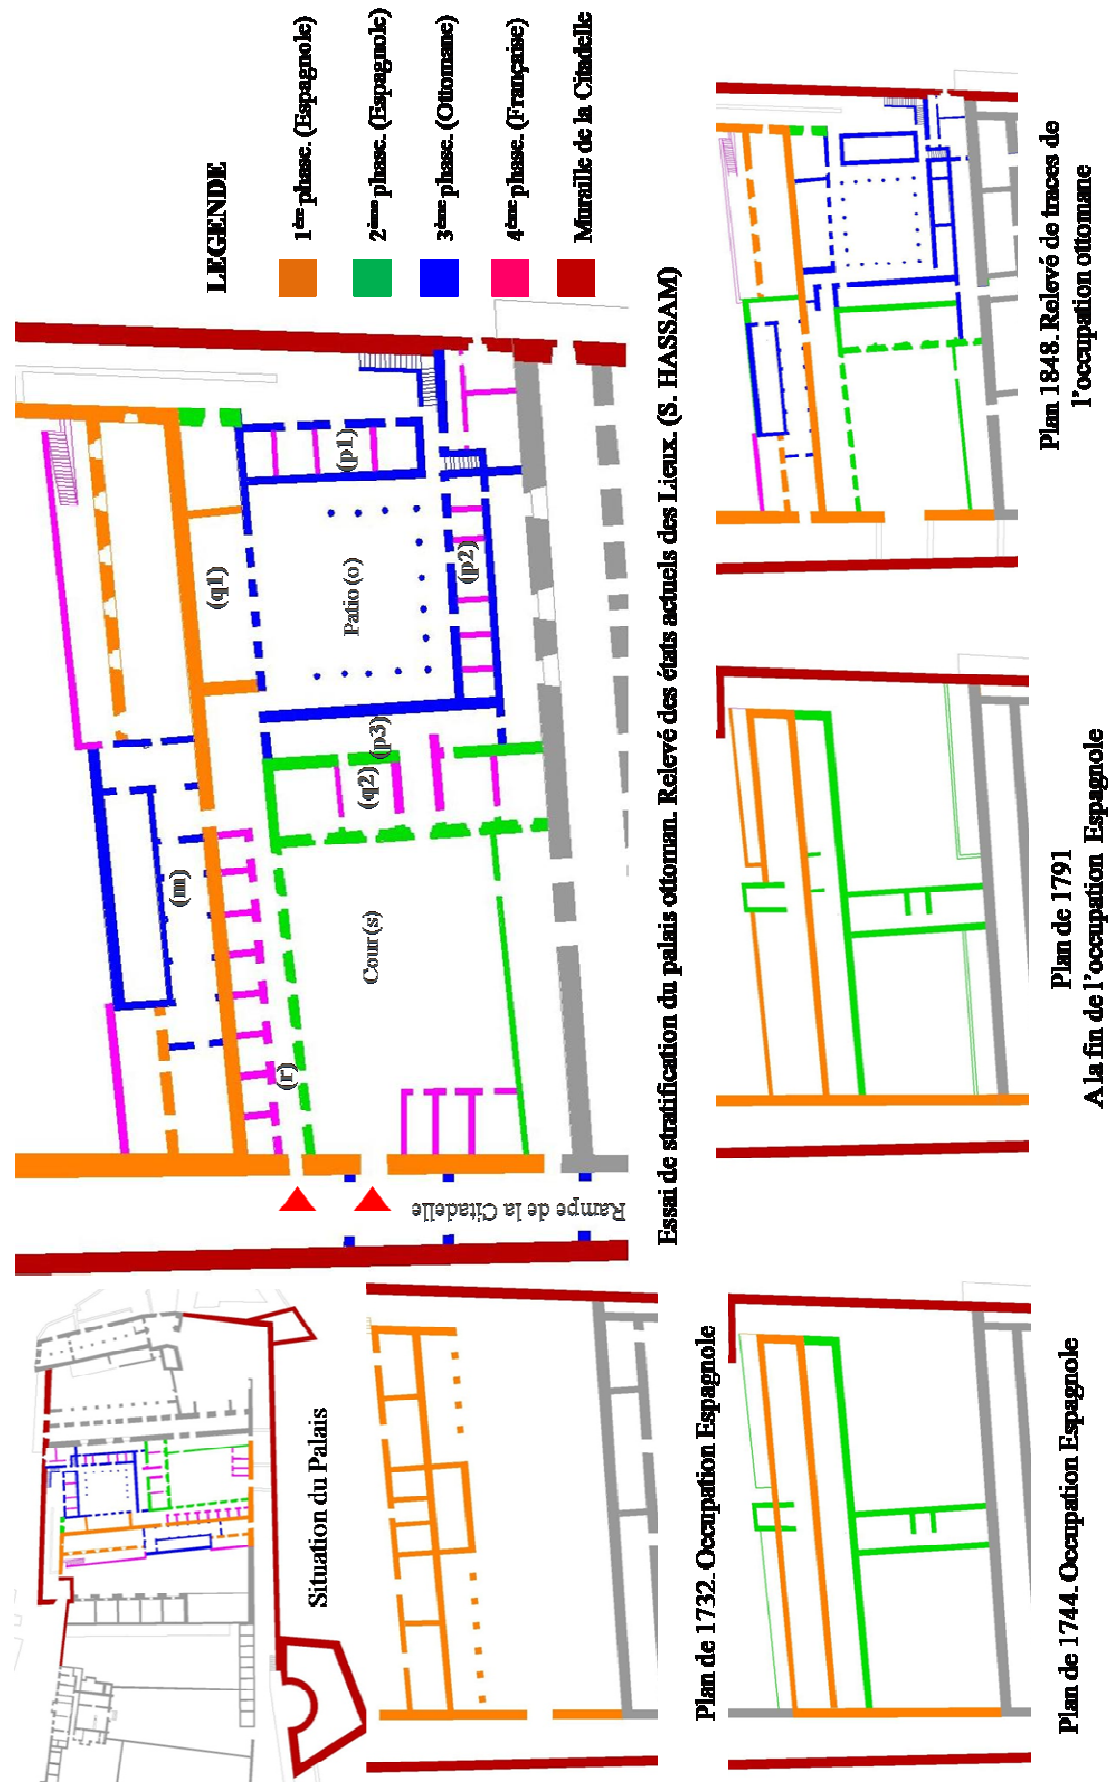 LEGENDE
1ère phase. (Espagnole)
2ème phase. (Espagnole)
3ème phase. (Ottomane)
4ème phase. (Française)
Muraille de la Citadelle
(p1)
(q1)
Patio (o)
(p2)
(p3)
(q2)
(m)
Cour (s)
(r)
Rampe de la Citadelle
Essai de stratification du palais ottoman. Relevé des états actuels des Lieux. (S. HASSAM)
Situation du Palais
Plan de 1732. Occupation Espagnole
Plan de 1744. Occupation Espagnole
Plan de 1791
A la fin de l'occupation Espagnole
Plan 1848. Relevé de traces de
l'occupation ottomane